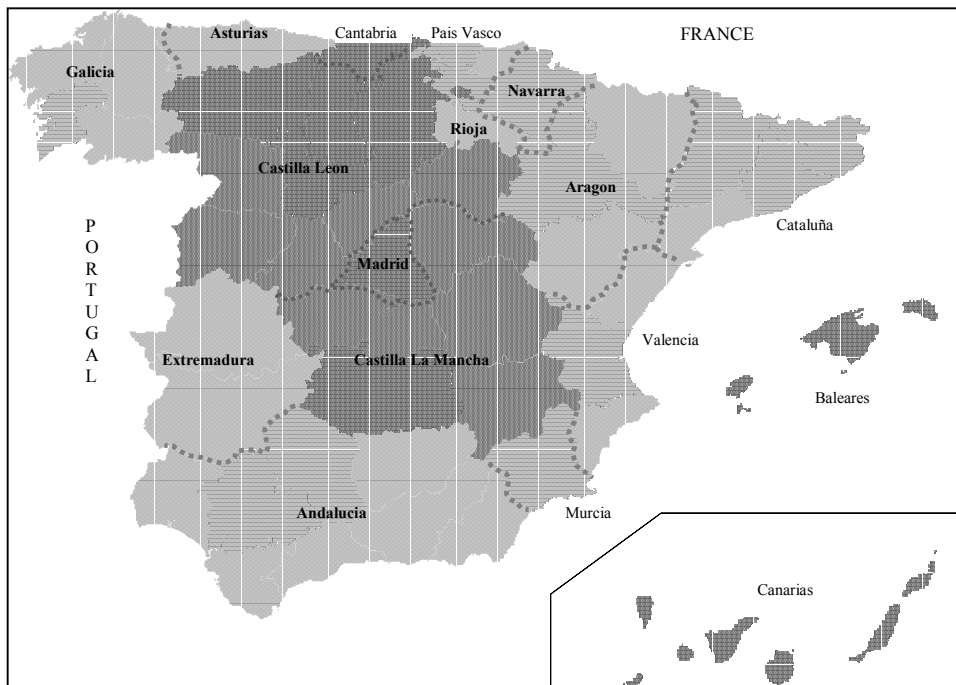 Asturias
Cantabria
Pais Vasco
FRANCE
Galicia
Navarra
Rioja
Castilla Leon
Aragon
Cataluña
PORTUGAL
Madrid
Valencia
Extremadura
Castilla La Mancha
Baleares
Andalucia
Murcia
Canarias